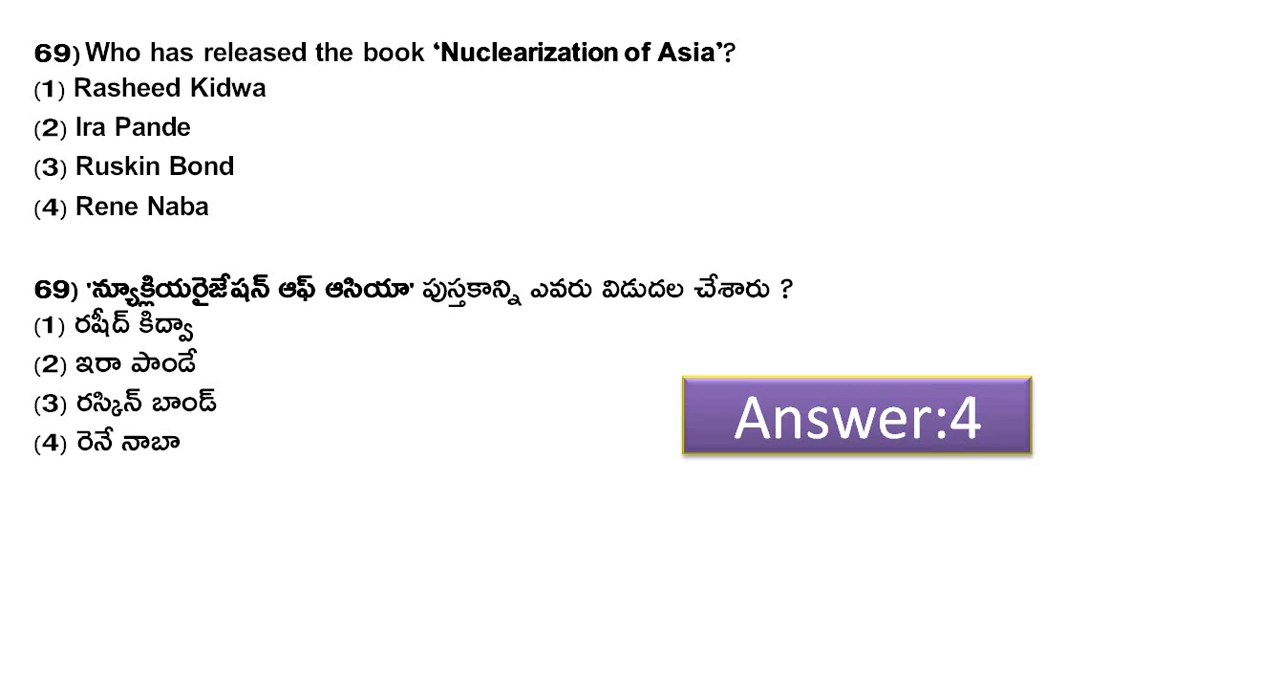 69) Who has released the book ‘Nuclearization of Asia’?
(1) Rasheed Kidwa
(2) Ira Pande
(3) Ruskin Bond
(4) Rene Naba
69) 'న్యూక్లియరైజేషన్ ఆఫ్ ఆసియా' పుస్తకాన్ని ఎవరు విడుదల చేశారు ?
(1) రషీద్ కిద్వా
(2) ఇరా పాండే
(3) రస్కిన్ బాండ్
(4) రెనే నాబా
Answer:4